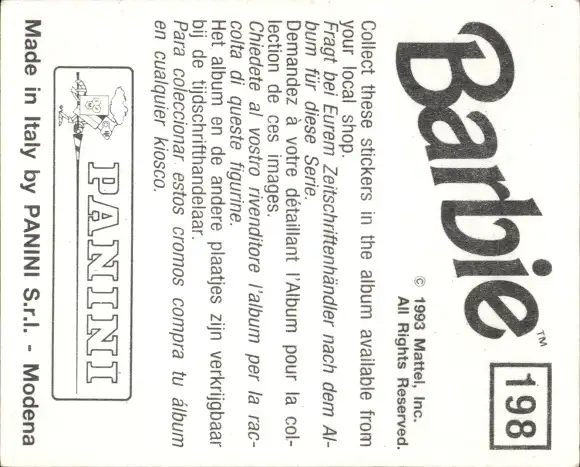 Barbie™
198
© 1993 Mattel, Inc.
All Rights Reserved.
Collect these stickers in the album available from
your local shop.
Fragt bei Eurem Zeitschriftenhändler nach dem Al-
bum für diese Serie.
Demandez à votre détaillant l'Album pour la col-
lection de ces images.
Chiedete al vostro rivenditore l'album per la rac-
colta di queste figurine.
Het album en de andere plaatjes zijn verkrijgbaar
bij de tijdschrifthandelaar.
Para coleccionar estos cromos compra tu álbum
en cualquier kiosco.
PANINI
Made in Italy by PANINI S.r.l. - Modena